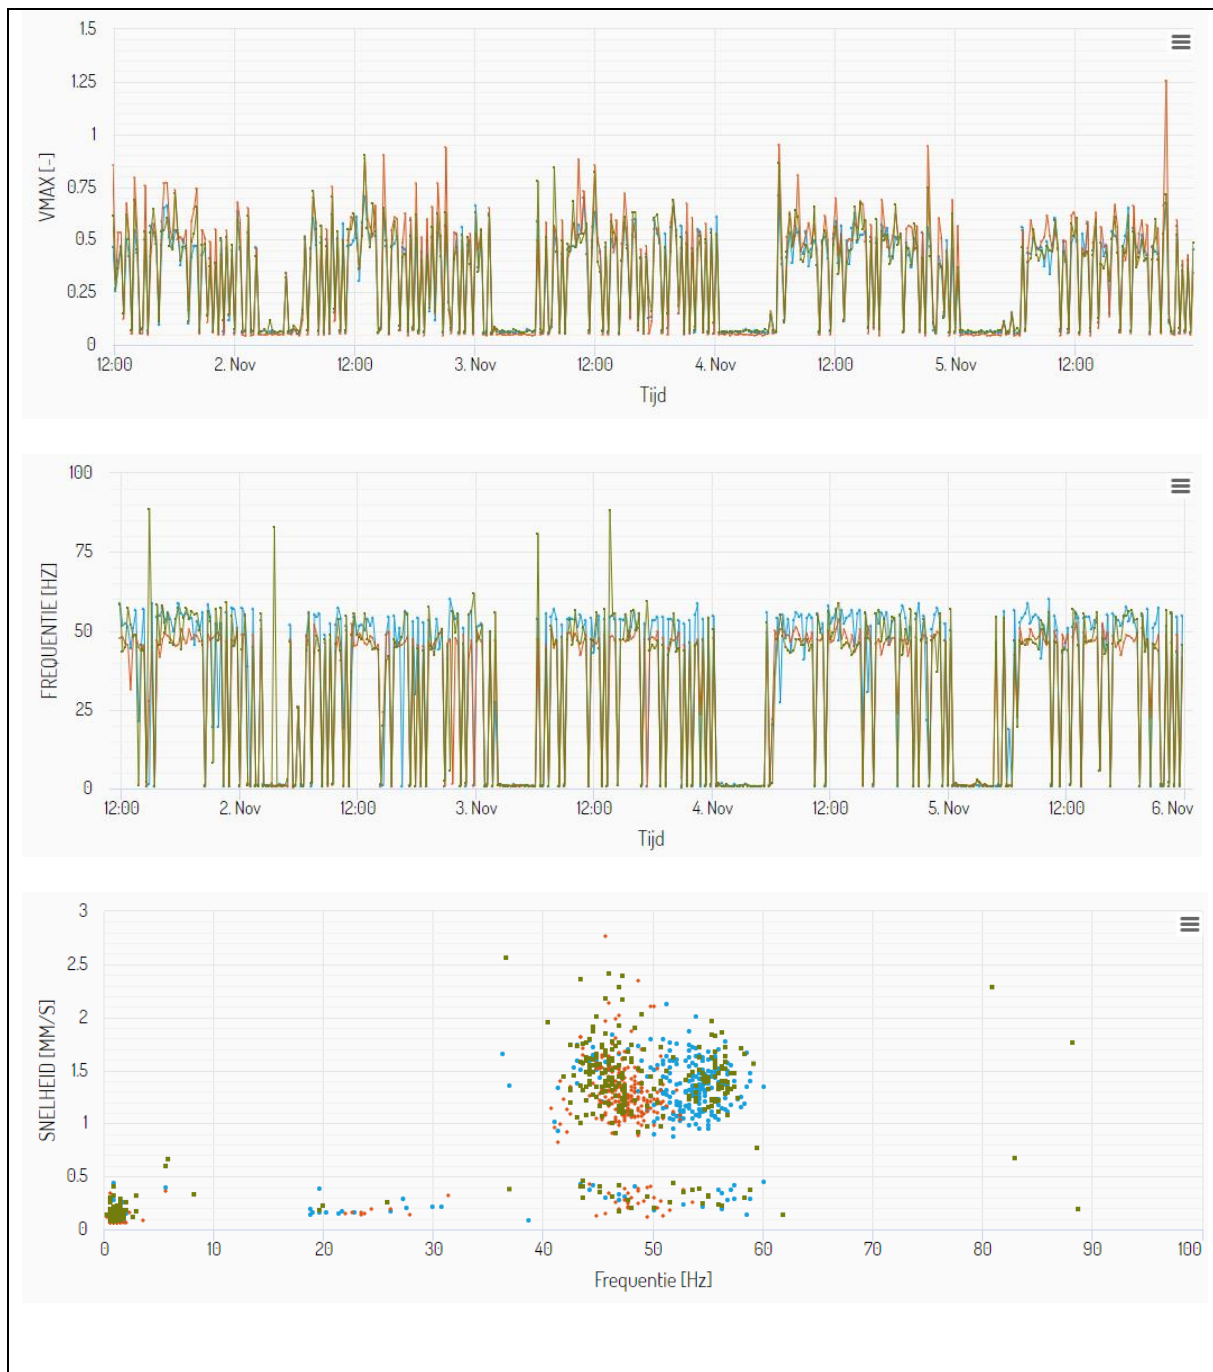 1.5
1.25
1
0.75
0.5
0.25
0
VMAX [-]
12:00 2. Nov 12:00 3. Nov 12:00 4. Nov 12:00 5. Nov 12:00
Tijd
100
75
50
25
0
FREQUENTIE [HZ]
12:00 2. Nov 12:00 3. Nov 12:00 4. Nov 12:00 5. Nov 12:00 6. Nov
Tijd
3
2.5
2
1.5
1
0.5
0
SNELHEID [MM/S]
0 10 20 30 40 50 60 70 80 90 100
Frequentie [Hz]